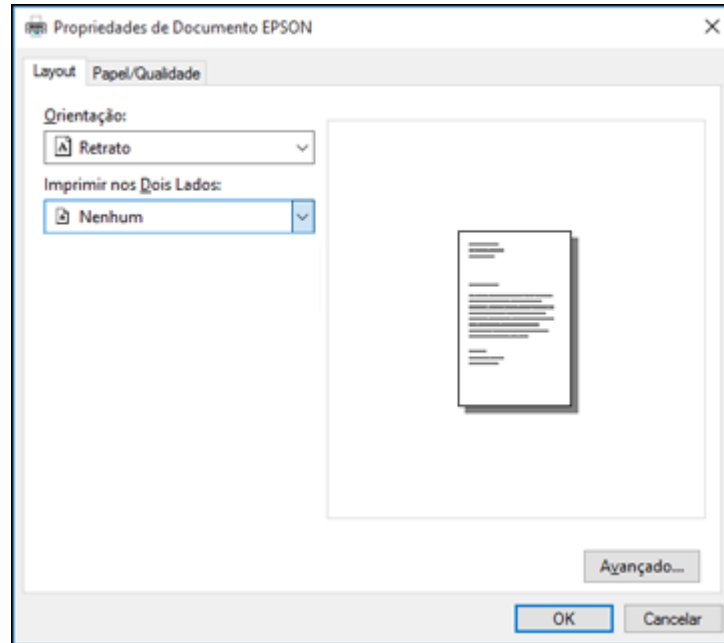 Propriedades de Documento EPSON
Layout
Papel/Qualidade
Orientação:
Retrato
Imprimir nos Dois Lados:
Nenhum
Avançado...
OK
Cancelar